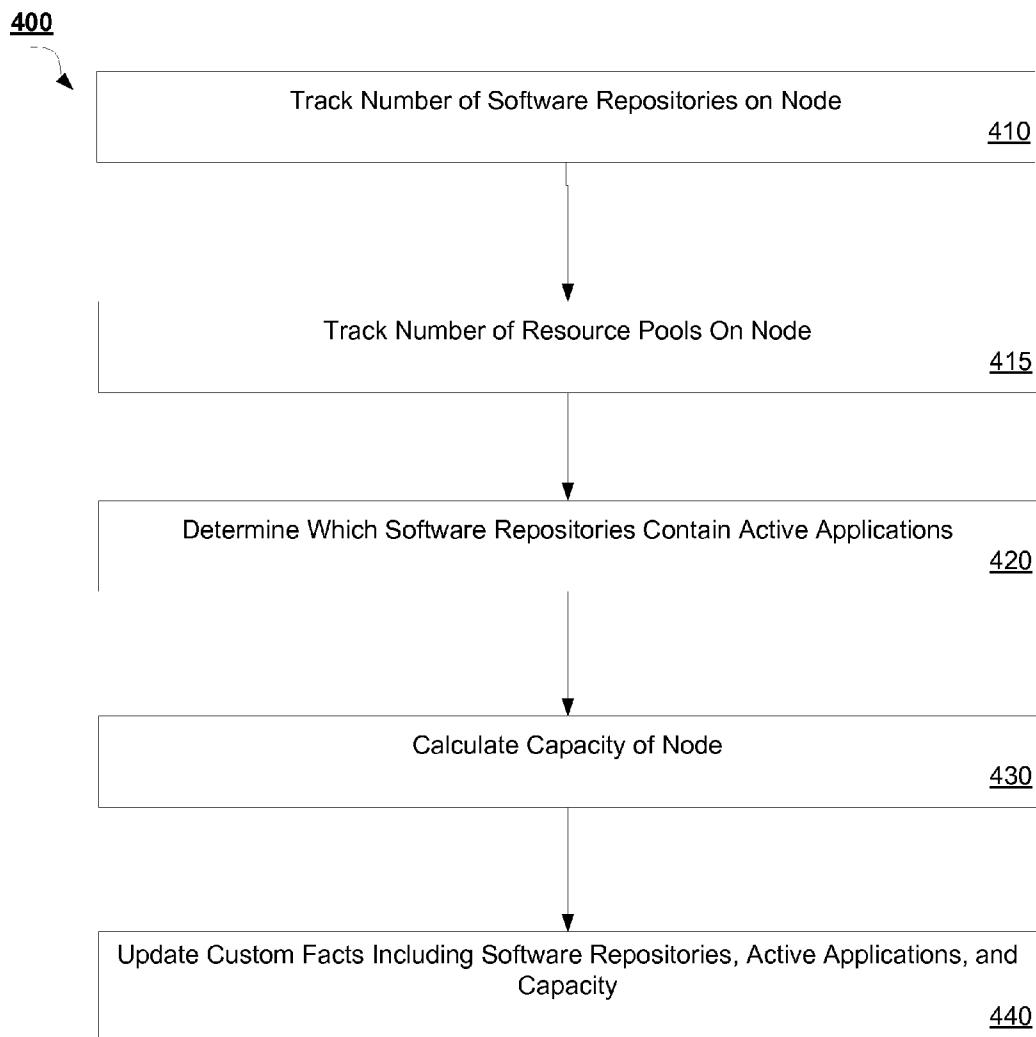 400
Track Number of Software Repositories on Node
410
Track Number of Resource Pools On Node
415
Determine Which Software Repositories Contain Active Applications
420
Calculate Capacity of Node
430
Update Custom Facts Including Software Repositories, Active Applications, and
Capacity
440